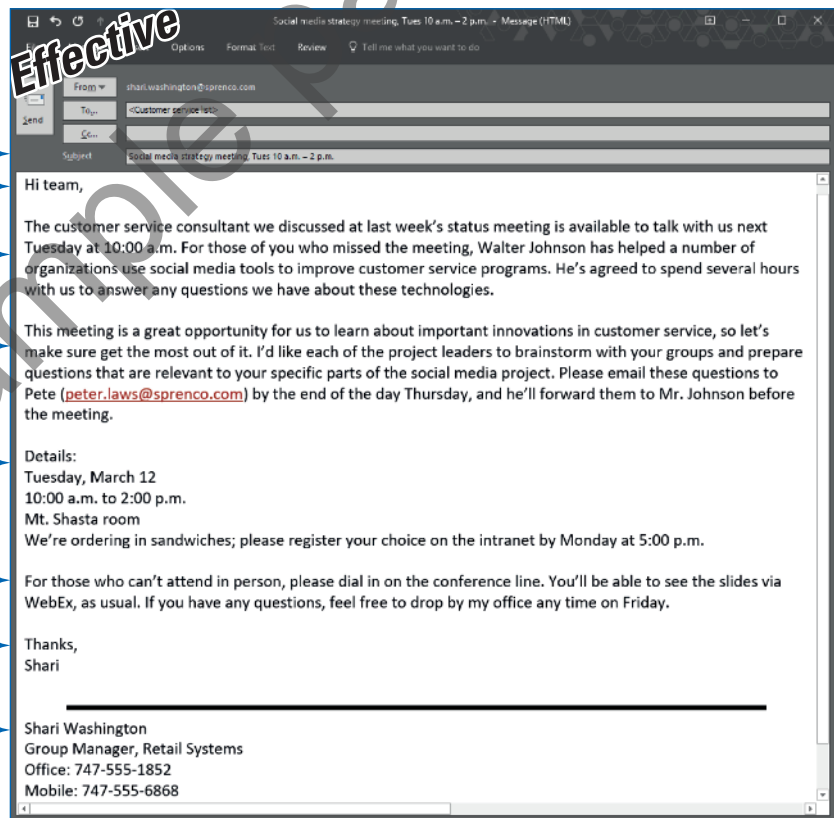 Social media strategy meeting, Tues 10 a.m. – 2 p.m. - Message (HTML)
Effective
Options Format Text Review Tell me what you want to do
From shari.washington@sprenco.com
Send
To... <Customer service list>
Cc...
Subject Social media strategy meeting, Tues 10 a.m. – 2 p.m.
Hi team,
The customer service consultant we discussed at last week's status meeting is available to talk with us next
Tuesday at 10:00 a.m. For those of you who missed the meeting, Walter Johnson has helped a number of
organizations use social media tools to improve customer service programs. He's agreed to spend several hours
with us to answer any questions we have about these technologies.
This meeting is a great opportunity for us to learn about important innovations in customer service, so let's
make sure get the most out of it. I'd like each of the project leaders to brainstorm with your groups and prepare
questions that are relevant to your specific parts of the social media project. Please email these questions to
Pete (peter.laws@sprenco.com) by the end of the day Thursday, and he'll forward them to Mr. Johnson before
the meeting.
Details:
Tuesday, March 12
10:00 a.m. to 2:00 p.m.
Mt. Shasta room
We're ordering in sandwiches; please register your choice on the intranet by Monday at 5:00 p.m.
For those who can't attend in person, please dial in on the conference line. You'll be able to see the slides via
WebEx, as usual. If you have any questions, feel free to drop by my office any time on Friday.
Thanks,
Shari
Shari Washington
Group Manager, Retail Systems
Office: 747-555-1852
Mobile: 747-555-6868